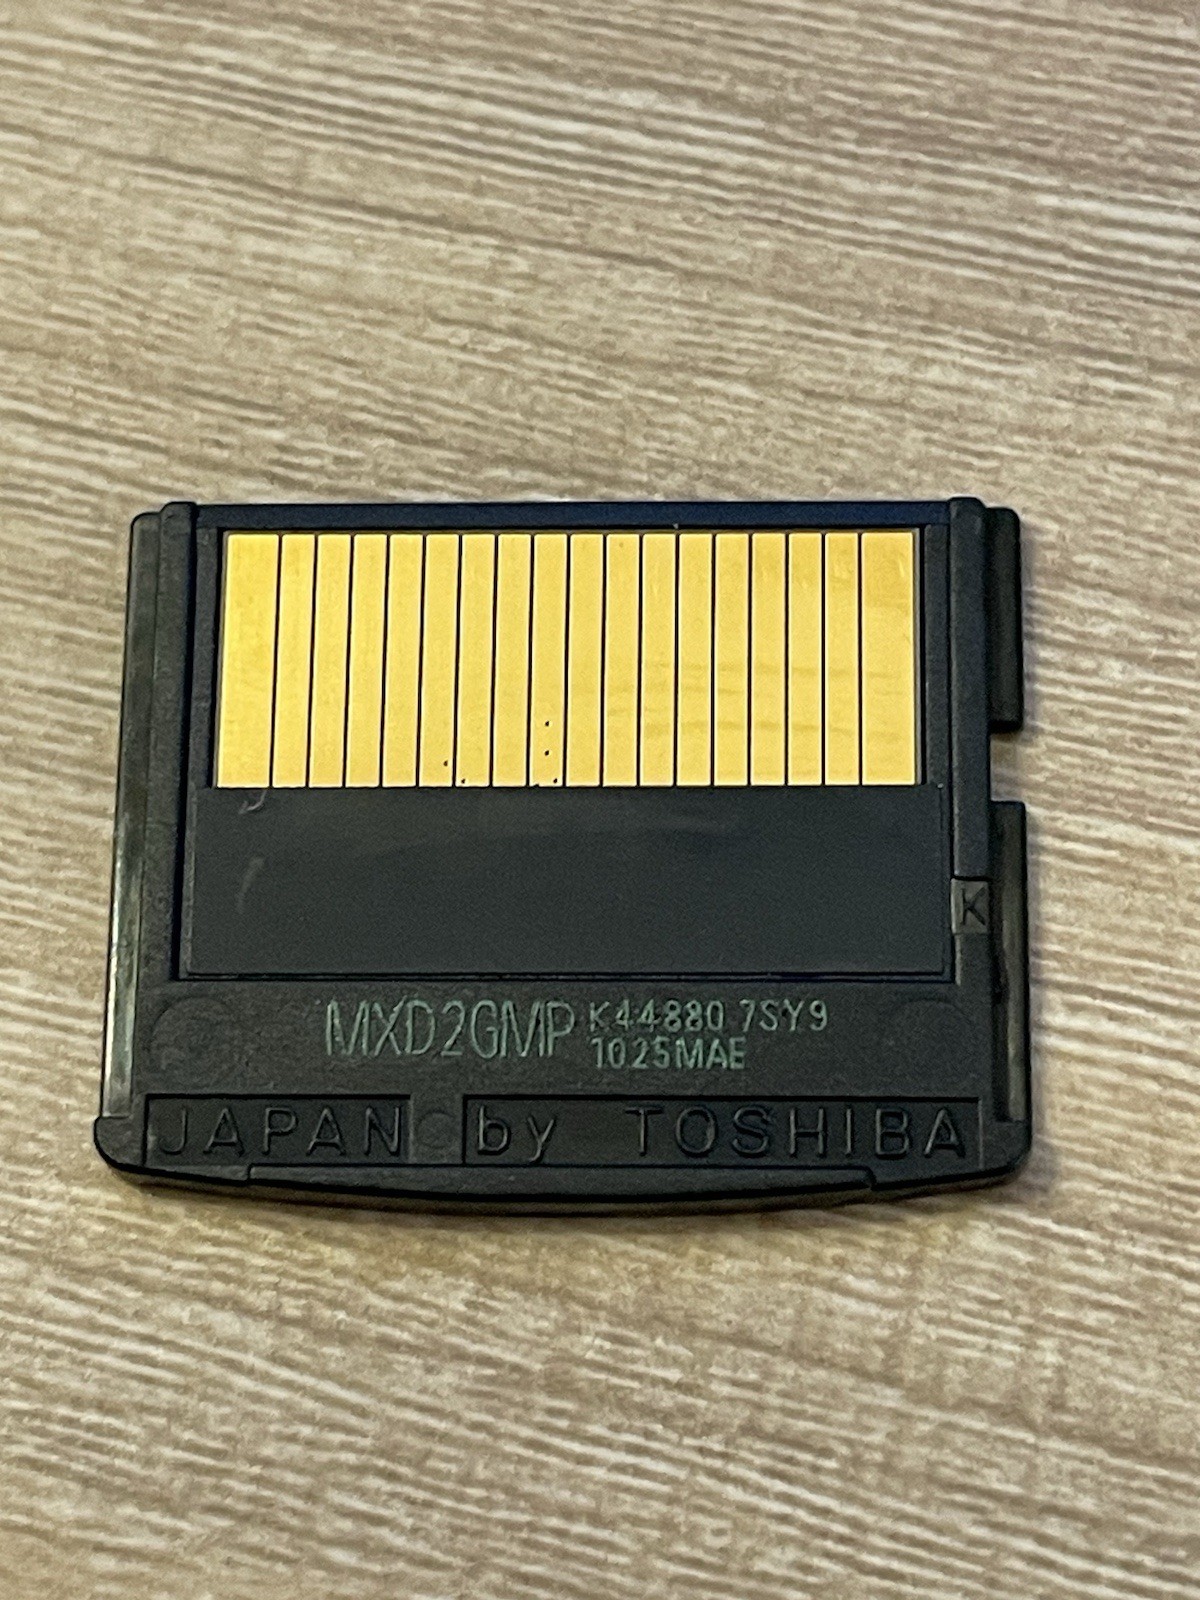 K
MXD2GMP K44880 7SY9
1025MAE
JAPAN by TOSHIBA